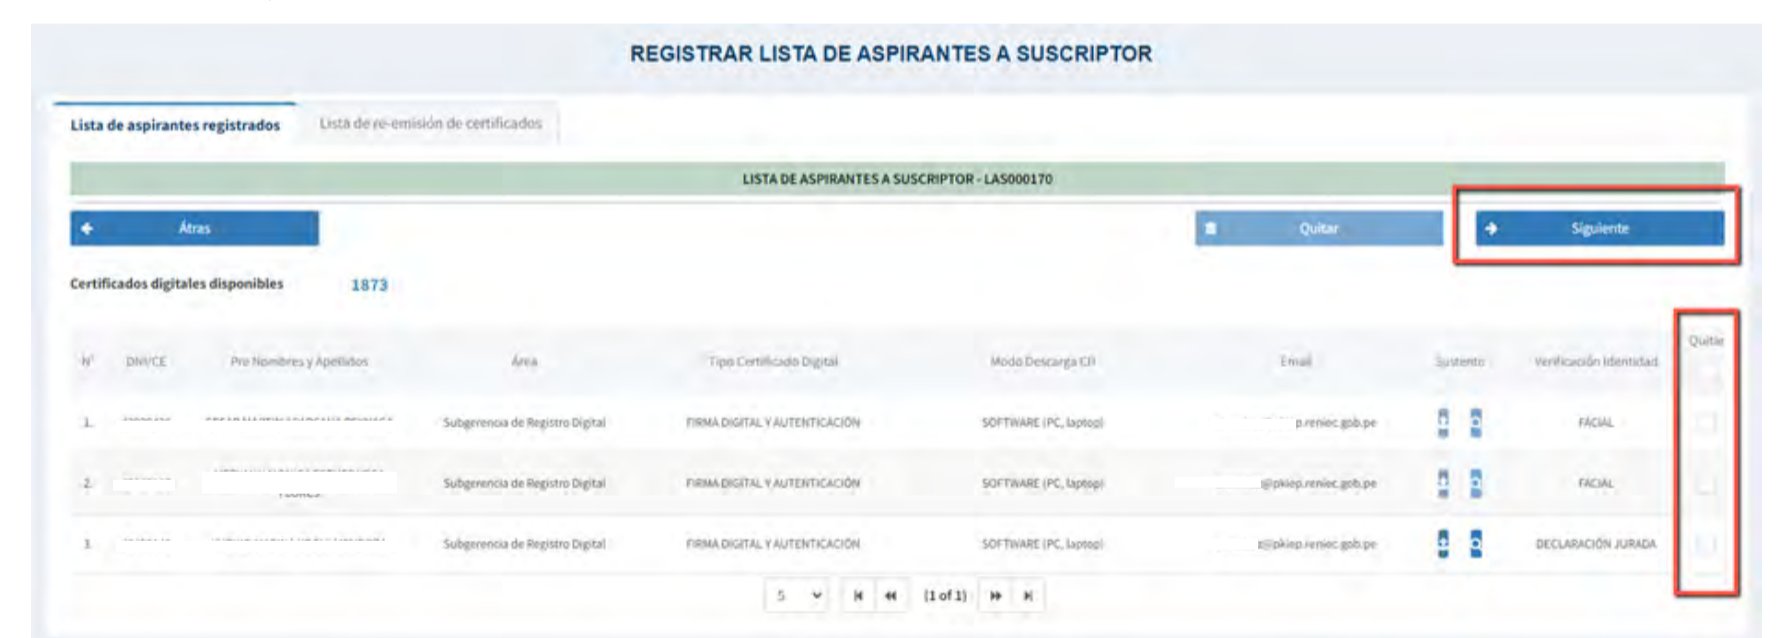 REGISTRAR LISTA DE ASPIRANTES A SUSCRIPTOR
Lista de aspirantes registrados Lista de re-emisión de certificados
LISTA DE ASPIRANTES A SUSCRIPTOR - LAS000170
Átras Quitar Siguiente
Certificados digitales disponibles 1873
N° DNI/CE Pre Nombres y Apellidos Área Tipo Certificado Digital Modo Descarga CD Email Sustento Verificación Identidad Quitar
1. Subgerencia de Registro Digital FIRMA DIGITAL Y AUTENTICACIÓN SOFTWARE (PC, laptop) p.reniec.gob.pe FACIAL
2. Subgerencia de Registro Digital FIRMA DIGITAL Y AUTENTICACIÓN SOFTWARE (PC, laptop) @pkiep.reniec.gob.pe FACIAL
3. Subgerencia de Registro Digital FIRMA DIGITAL Y AUTENTICACIÓN SOFTWARE (PC, laptop) @pkiep.reniec.gob.pe DECLARACIÓN JURADA
5 (1 of 1)